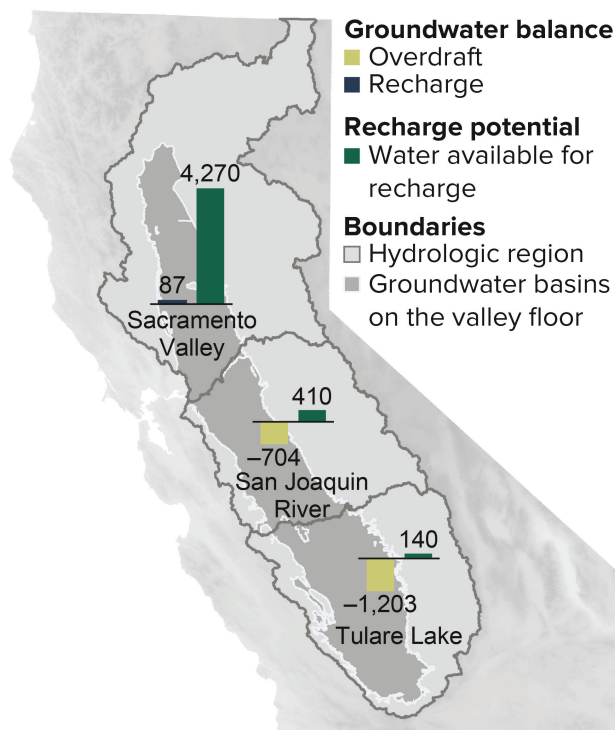 Groundwater balance
Overdraft
Recharge
Recharge potential
Water available for
recharge
Boundaries
Hydrologic region
Groundwater basins
on the valley floor
4,270
87
Sacramento
Valley
410
–704
San Joaquin
River
140
–1,203
Tulare Lake